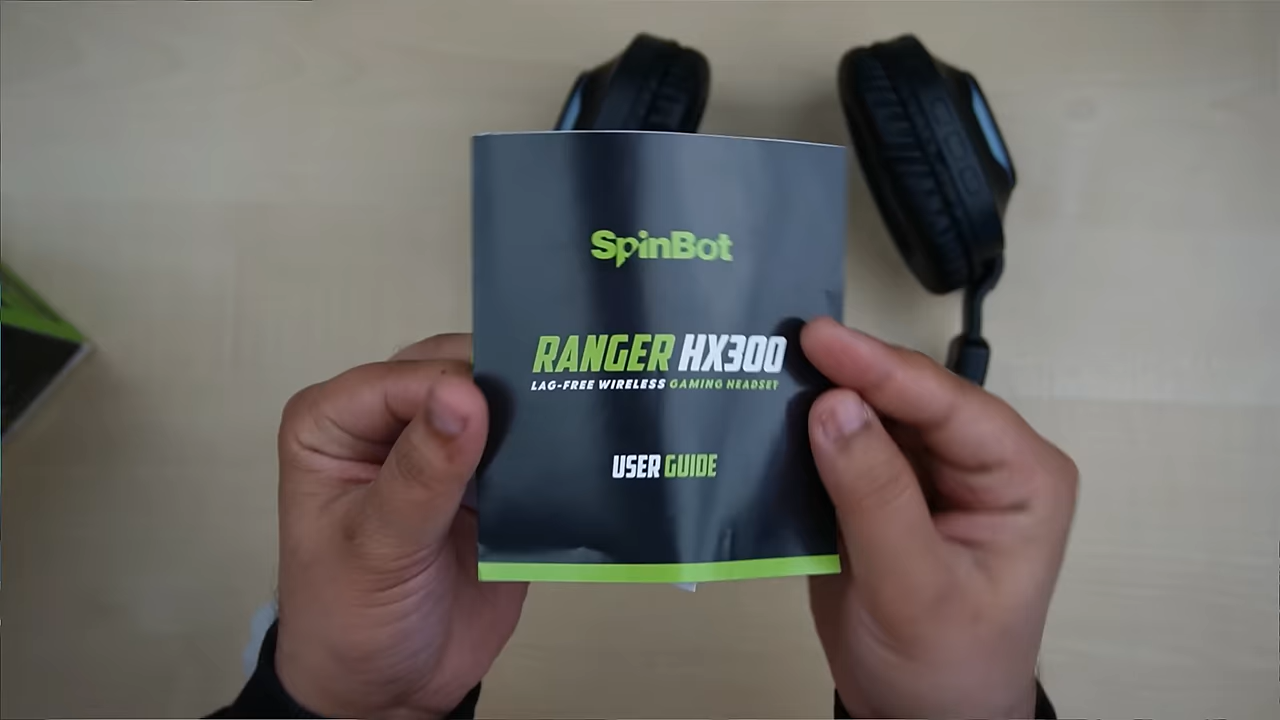 SpinBot
RANGER HX300
LAG-FREE WIRELESS GAMING HEADSET
USER GUIDE